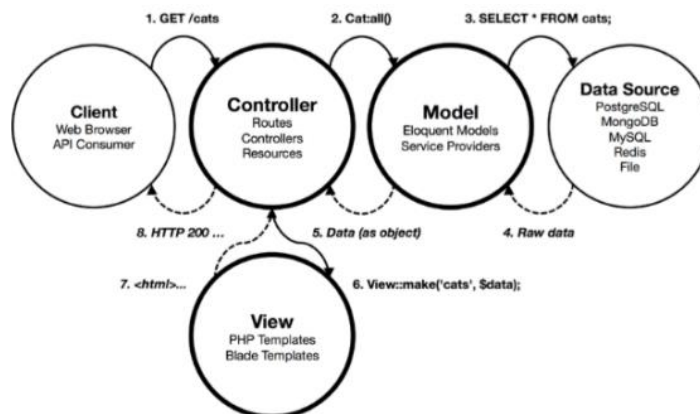 1. GET /cats
2. Cat:all()
3. SELECT * FROM cats;
Client
Web Browser
API Consumer
Controller
Routes
Controllers
Resources
Model
Eloquent Models
Service Providers
Data Source
PostgreSQL
MongoDB
MySQL
Redis
File
8. HTTP 200 ...
5. Data (as object)
4. Raw data
7. <html>...
6. View::make('cats', $data);
View
PHP Templates
Blade Templates